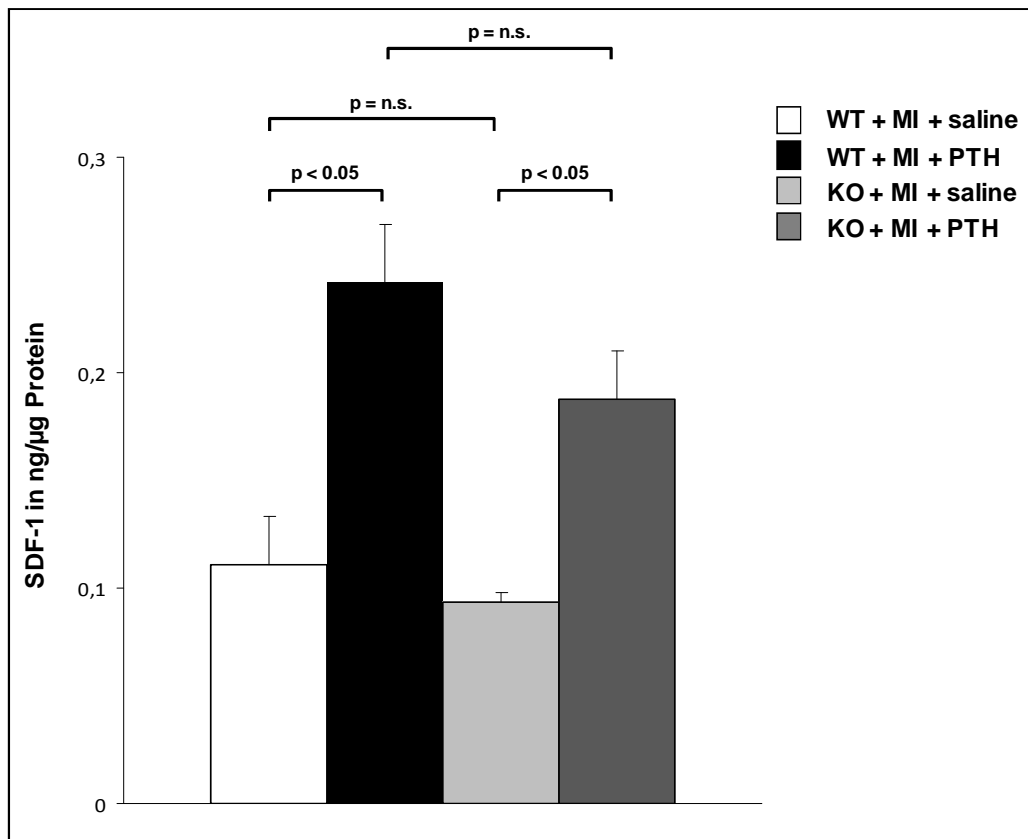 p = n.s.
p = n.s.
p < 0.05
p < 0.05
WT + MI + saline
WT + MI + PTH
KO + MI + saline
KO + MI + PTH
SDF-1 in ng/µg Protein
0,3
0,2
0,1
0